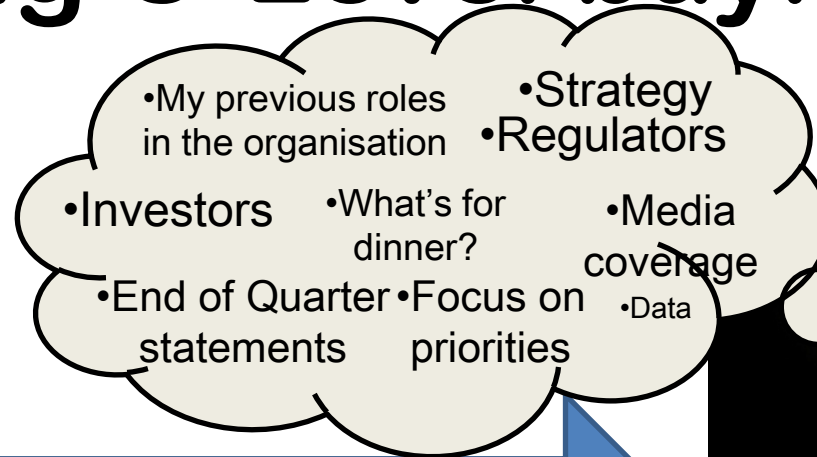 •My previous roles
in the organisation
•Strategy
•Regulators
•Investors
•What's for
dinner?
•Media
coverage
•End of Quarter
statements
•Focus on
priorities
•Data